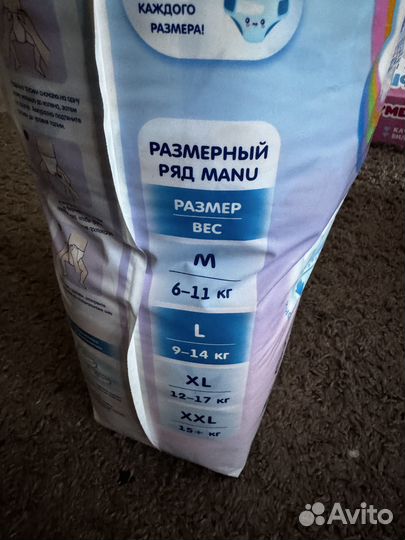 КАЖДОГО
РАЗМЕРА!
РАЗМЕРНЫЙ
РЯД MANU
РАЗМЕР
ВЕС
M
6–11 кг
L
9–14 кг
XL
12–17 кг
XXL
15+ кг
Avito